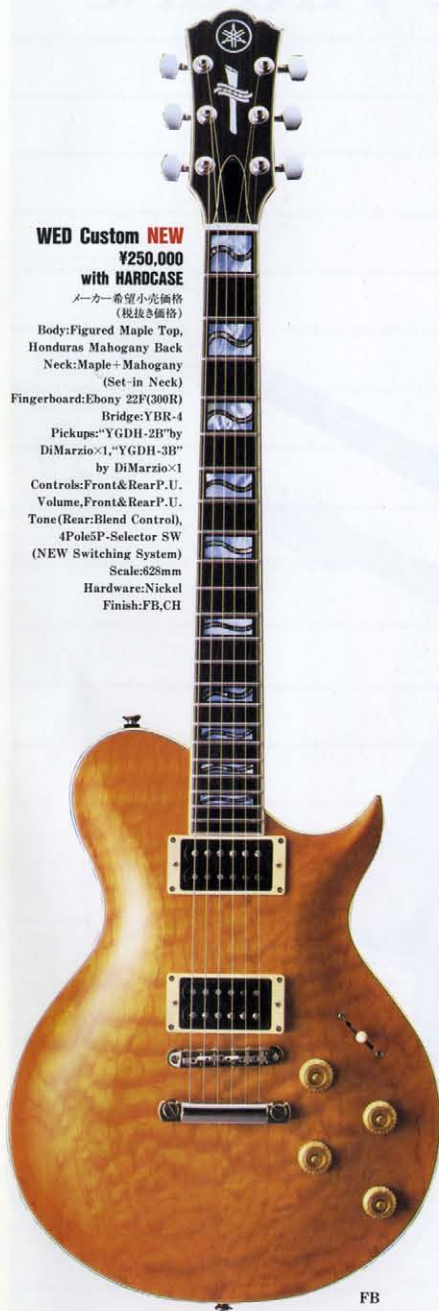 WED Custom NEW
¥250,000
with HARDCASE
メーカー希望小売価格
(税抜き価格)
Body:Figured Maple Top,
Honduras Mahogany Back
Neck:Maple+Mahogany
(Set-in Neck)
Fingerboard:Ebony 22F(300R)
Bridge:YBR-4
Pickups:“YGDH-2B”by
DiMarzio×1,“YGDH-3B”
by DiMarzio×1
Controls:Front&RearP.U.
Volume,Front&RearP.U.
Tone(Rear:Blend Control),
4Pole5P-Selector SW
(NEW Switching System)
Scale:628mm
Hardware:Nickel
Finish:FB,CH
FB